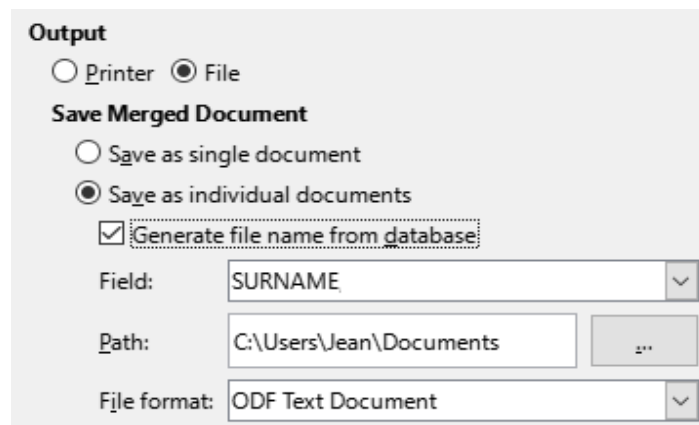 Output
Printer File
Save Merged Document
Save as single document
Save as individual documents
Generate file name from database
Field: SURNAME
Path: C:\Users\Jean\Documents ...
File format: ODF Text Document